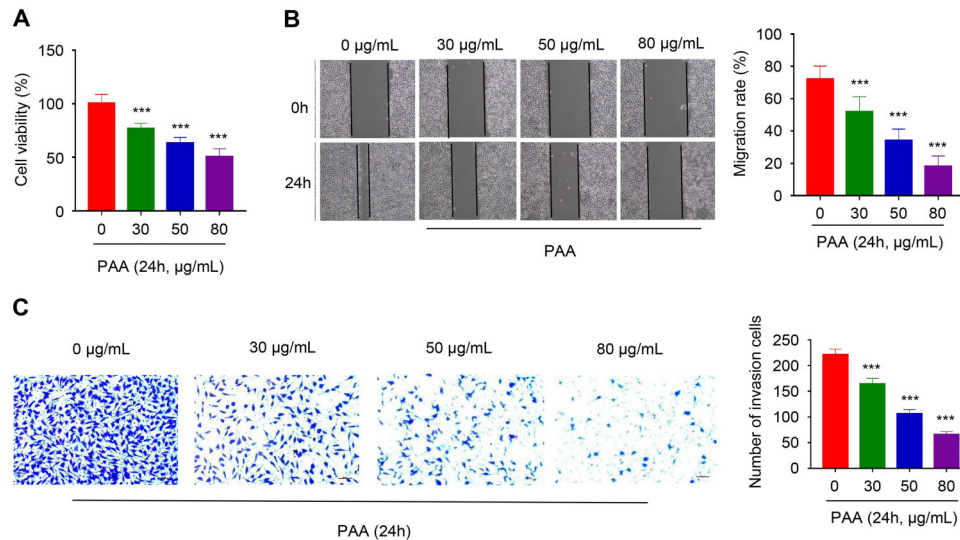 A
Cell viability (%)
150
100
50
0
***
***
***
0 30 50 80
PAA (24h, µg/mL)
B
0 µg/mL 30 µg/mL 50 µg/mL 80 µg/mL
0h
24h
PAA
Migration rate (%)
100
80
60
40
20
0
***
***
***
0 30 50 80
PAA (24h, µg/mL)
C
0 µg/mL 30 µg/mL 50 µg/mL 80 µg/mL
PAA (24h)
Number of invasion cells
250
200
150
100
50
0
***
***
***
0 30 50 80
PAA (24h, µg/mL)